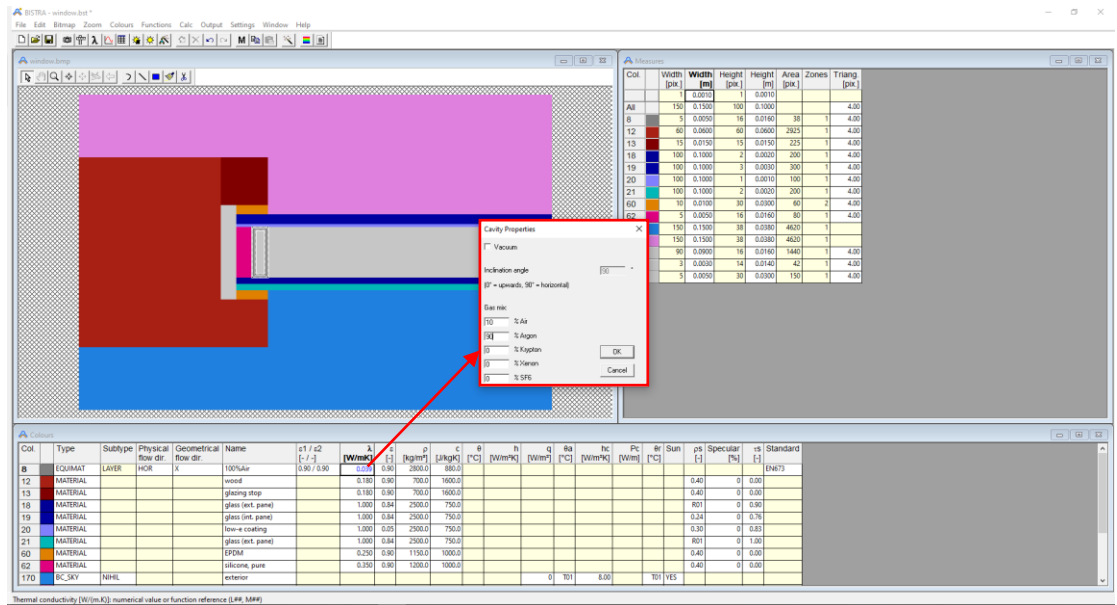 BISTRA - window.bst *
File Edit Bitmap Zoom Colours Functions Calc Output Settings Window Help
window.bmp
Measures
Col. Width [pix.] Width [m] Height [pix.] Height [m] Area [pix.] Zones Triang. [pix.]
1 0.0010 1 0.0010
All 150 0.1500 100 0.1000 4.00
8 5 0.0050 16 0.0160 38 1 4.00
12 60 0.0600 60 0.0600 2925 1 4.00
13 15 0.0150 15 0.0150 225 1 4.00
18 100 0.1000 2 0.0020 200 1 4.00
19 100 0.1000 3 0.0030 300 1 4.00
20 100 0.1000 1 0.0010 100 1 4.00
21 100 0.1000 2 0.0020 200 1 4.00
60 10 0.0100 30 0.0300 60 2 4.00
62 5 0.0050 16 0.0160 80 1 4.00
150 0.1500 38 0.0380 4620 1
150 0.1500 38 0.0380 4620 1
90 0.0900 16 0.0160 1440 1 4.00
3 0.0030 14 0.0140 42 1 4.00
5 0.0050 30 0.0300 150 1 4.00
Cavity Properties
Vacuum
Inclination angle 90 °
(0° = upwards, 90° = horizontal)
Gas mix:
10 % Air
90 % Argon
0 % Krypton
0 % Xenon
0 % SF6
OK
Cancel
Colours
Col. Type Subtype Physical flow dir. Geometrical flow dir. Name ε1 / ε2 [- / -] λ [W/mK] ε [-] ρ [kg/m³] c [J/kgK] θ [°C] h [W/m²K] q [W/m²] θa [°C] hc [W/m²K] Pc [W/m] θr [°C] Sun ρs [-] Specular [%] τs [-] Standard
8 EQUIMAT LAYER HOR X 100%Air 0.90 / 0.90 0.90 2800.0 880.0 EN673
12 MATERIAL wood 0.180 0.90 700.0 1600.0 0.40 0 0.00
13 MATERIAL glazing stop 0.180 0.90 700.0 1600.0 0.40 0 0.00
18 MATERIAL glass (ext. pane) 1.000 0.84 2500.0 750.0 R01 0 0.90
19 MATERIAL glass (int. pane) 1.000 0.84 2500.0 750.0 0.24 0 0.76
20 MATERIAL low-e coating 1.000 0.05 2500.0 750.0 0.30 0 0.83
21 MATERIAL glass (ext. pane) 1.000 0.84 2500.0 750.0 R01 0 1.00
60 MATERIAL EPDM 0.250 0.90 1150.0 1000.0 0.40 0 0.00
62 MATERIAL silicone, pure 0.350 0.90 1200.0 1000.0 0.40 0 0.00
170 BC_SKY NIHIL exterior 0 T01 8.00 T01 YES
Thermal conductivity [W/(m.K)]: numerical value or function reference (L##, M##)